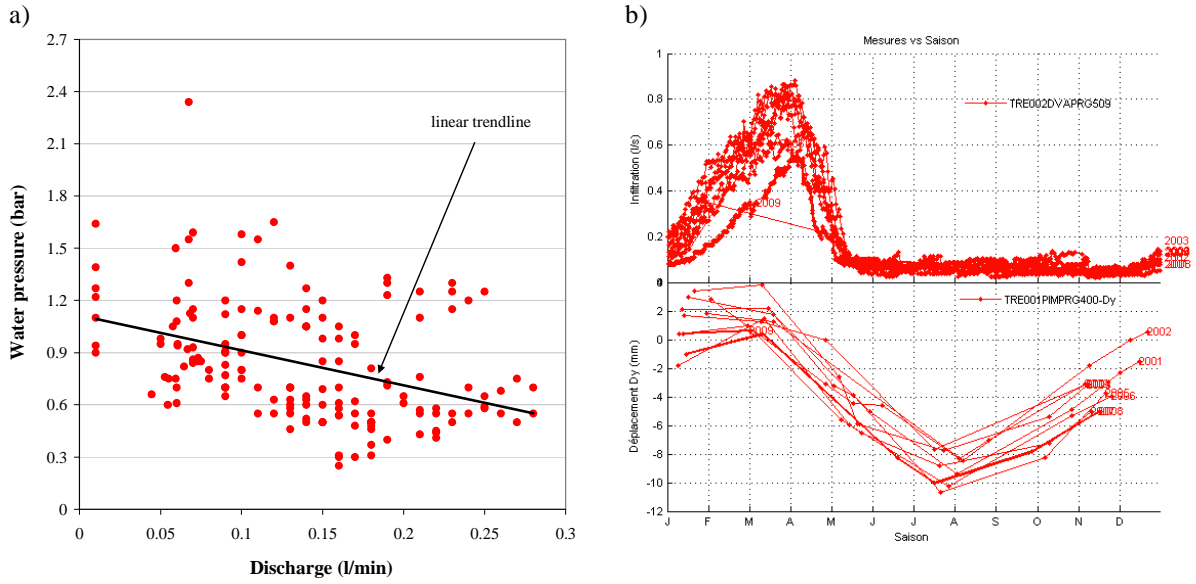 a)
b)
2.7
2.4
2.1
1.8
1.5
1.2
0.9
0.6
0.3
0
Water pressure (bar)
linear trendline
0
0.05
0.1
0.15
0.2
0.25
0.3
Discharge (l/min)
Mesures vs Saison
1
0.8
0.6
0.4
0.2
Infiltration (l/s)
TRE002DVAPRG509
2009
2003
TRE001PIMPRG400-Dy
0
-2
-4
-6
-8
-10
-12
Déplacement Dy (mm)
2009
2002
2001
2006
J
F
M
A
M
J
J
A
S
O
N
D
Saison